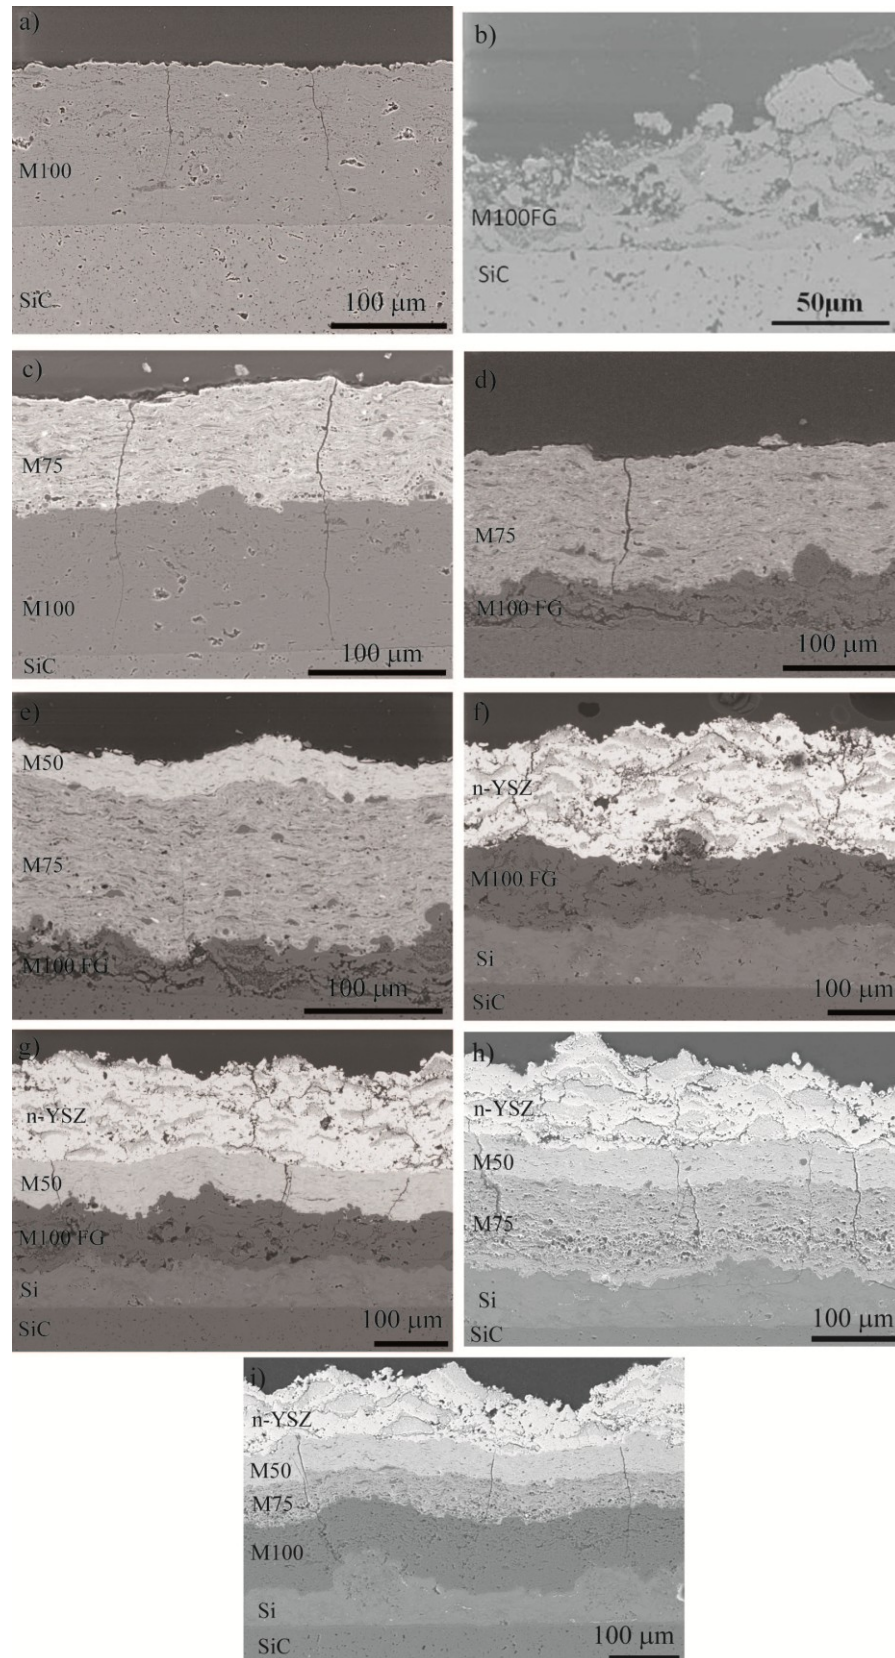 a)
M100
SiC
100 μm
b)
M100FG
SiC
50μm
c)
M75
M100
SiC
100 μm
d)
M75
M100 FG
100 μm
e)
M50
M75
M100 FG
100 μm
f)
n-YSZ
M100 FG
Si
SiC
100 μm
g)
n-YSZ
M50
M100 FG
Si
SiC
100 μm
h)
n-YSZ
M50
M75
Si
SiC
100 μm
i)
n-YSZ
M50
M75
M100
Si
SiC
100 μm